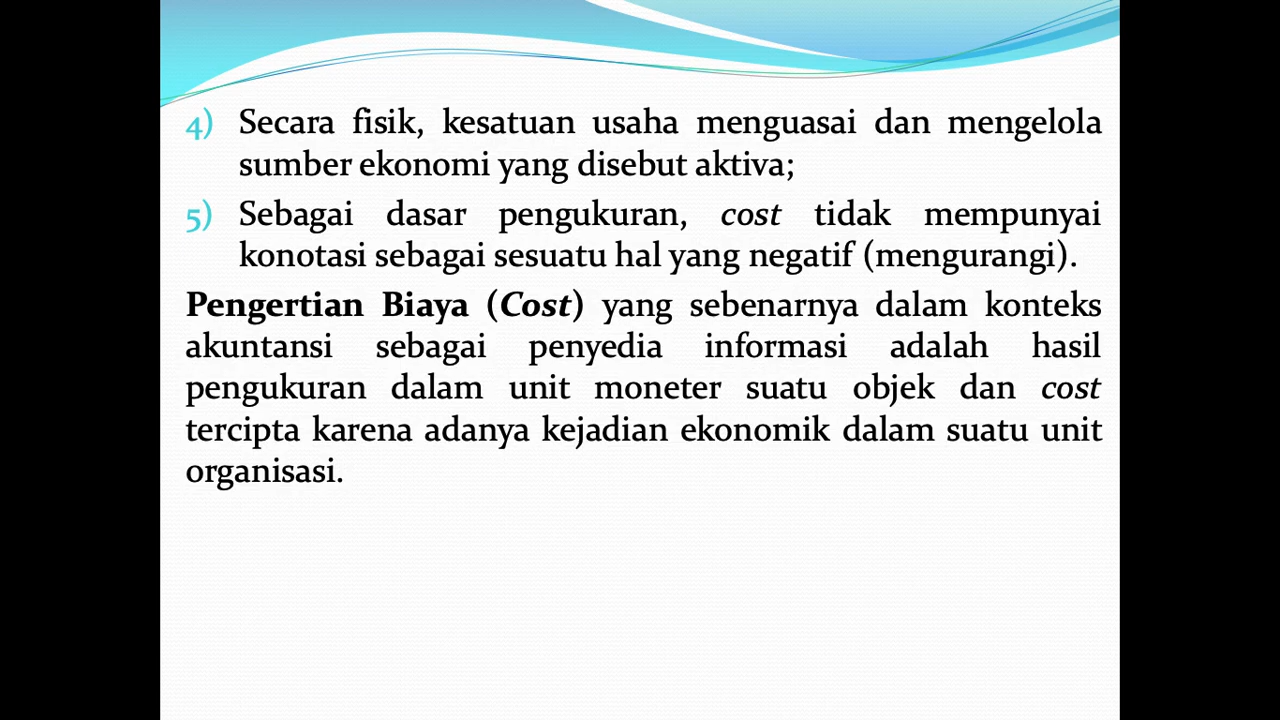 4) Secara fisik, kesatuan usaha menguasai dan mengelola
sumber ekonomi yang disebut aktiva;
5) Sebagai dasar pengukuran, cost tidak mempunyai
konotasi sebagai sesuatu hal yang negatif (mengurangi).
Pengertian Biaya (Cost) yang sebenarnya dalam konteks
akuntansi sebagai penyedia informasi adalah hasil
pengukuran dalam unit moneter suatu objek dan cost
tercipta karena adanya kejadian ekonomik dalam suatu unit
organisasi.